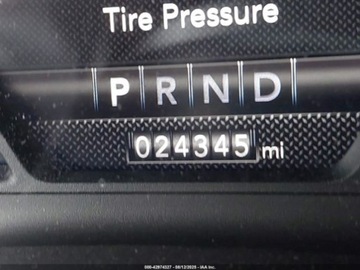 Tire Pressure
P R N D
024345 mi
000-42874327 - 08/12/2025 - IAA Inc.